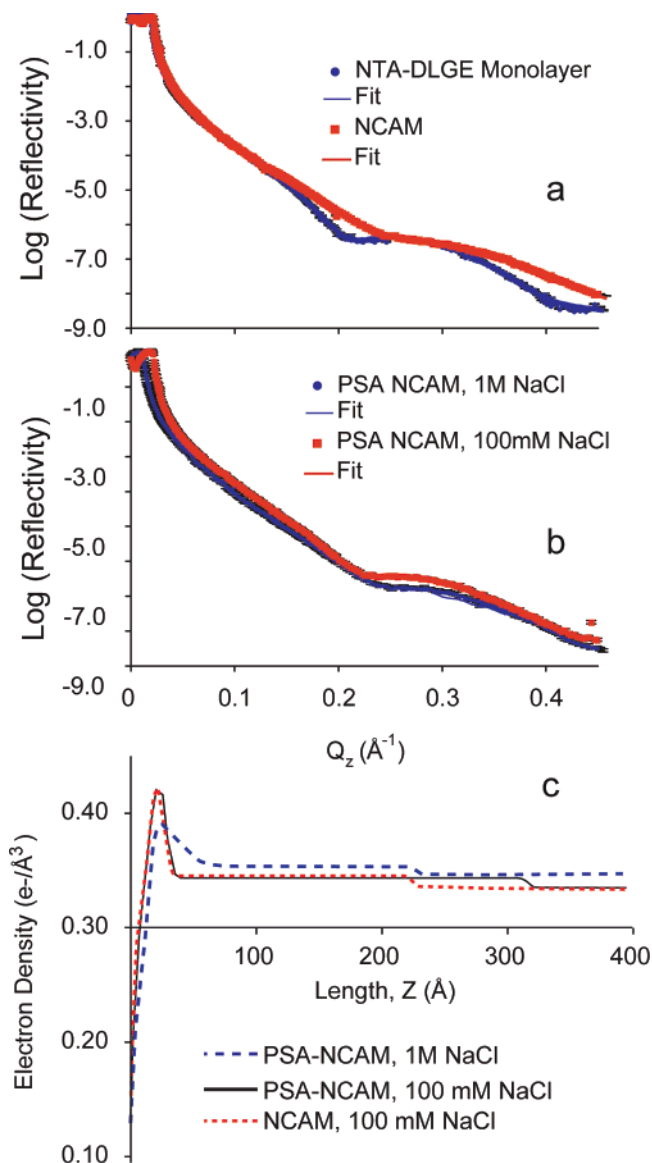 -1.0
-3.0
-5.0
-7.0
-9.0
Log (Reflectivity)
NTA-DLGE Monolayer
Fit
NCAM
Fit
a
-1.0
-3.0
-5.0
-7.0
-9.0
Log (Reflectivity)
PSA NCAM, 1M NaCl
Fit
PSA NCAM, 100mM NaCl
Fit
b
0 0.1 0.2 0.3 0.4
Qz (Å-1)
c
0.40
0.30
0.20
0.10
Electron Density (e-/Å3)
100 200 300 400
Length, Z (Å)
PSA-NCAM, 1M NaCl
PSA-NCAM, 100 mM NaCl
NCAM, 100 mM NaCl